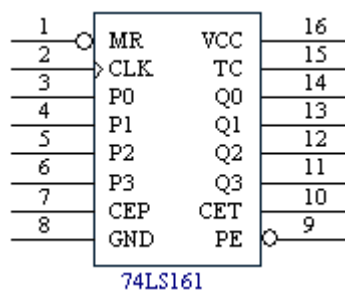 1 MR VCC 16
2 CLK TC 15
3 P0 Q0 14
4 P1 Q1 13
5 P2 Q2 12
6 P3 Q3 11
7 CEP CET 10
8 GND PE 9
74LS161